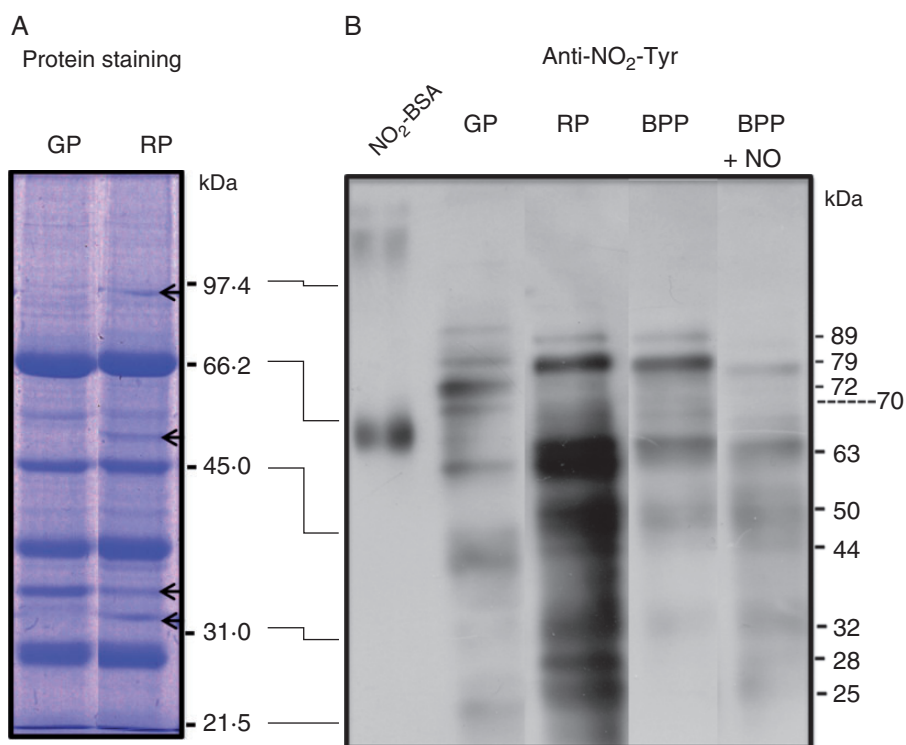 A
Protein staining
GP RP
kDa
97·4
66·2
45·0
31·0
21·5
B
Anti-NO₂-Tyr
NO₂-BSA GP RP BPP BPP
+ NO
kDa
89
79
72
70
63
50
44
32
28
25